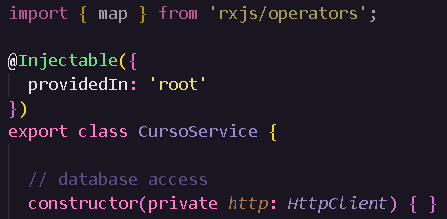 import { map } from 'rxjs/operators';
@Injectable({
providedIn: 'root'
})
export class CursoService {
// database access
constructor(private http: HttpClient) { }